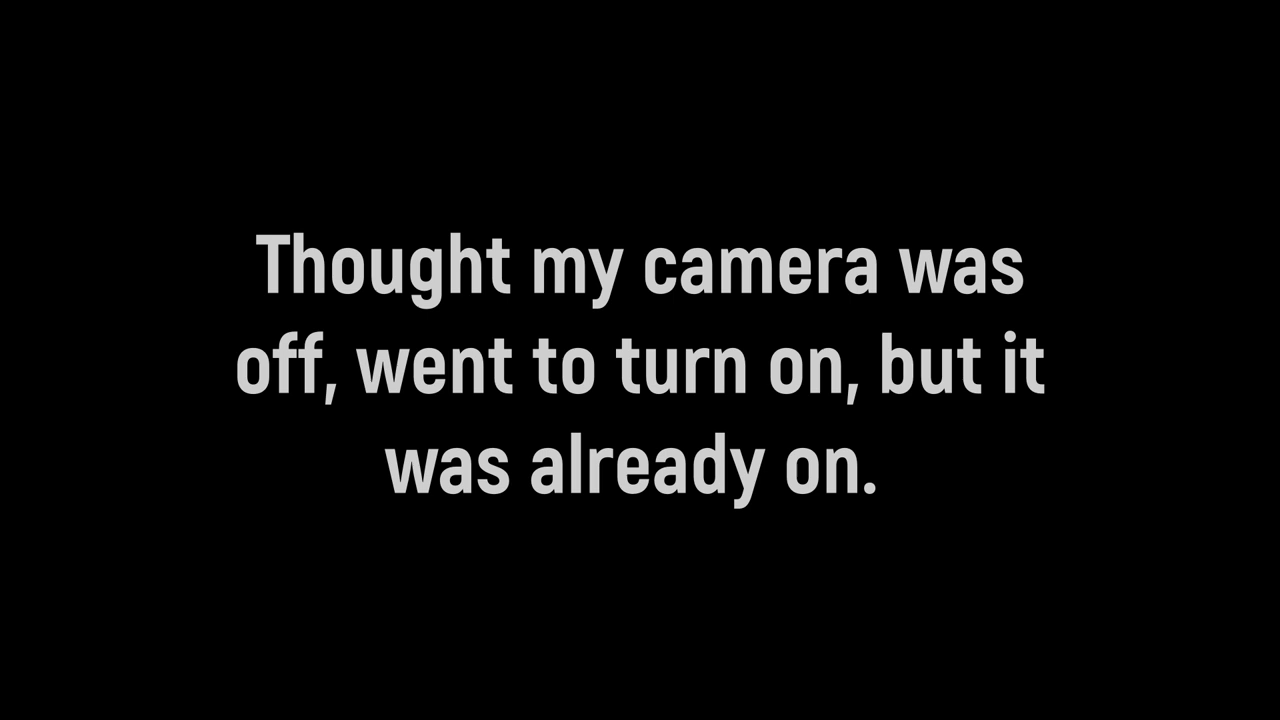 Thought my camera was
off, went to turn on, but it
was already on.